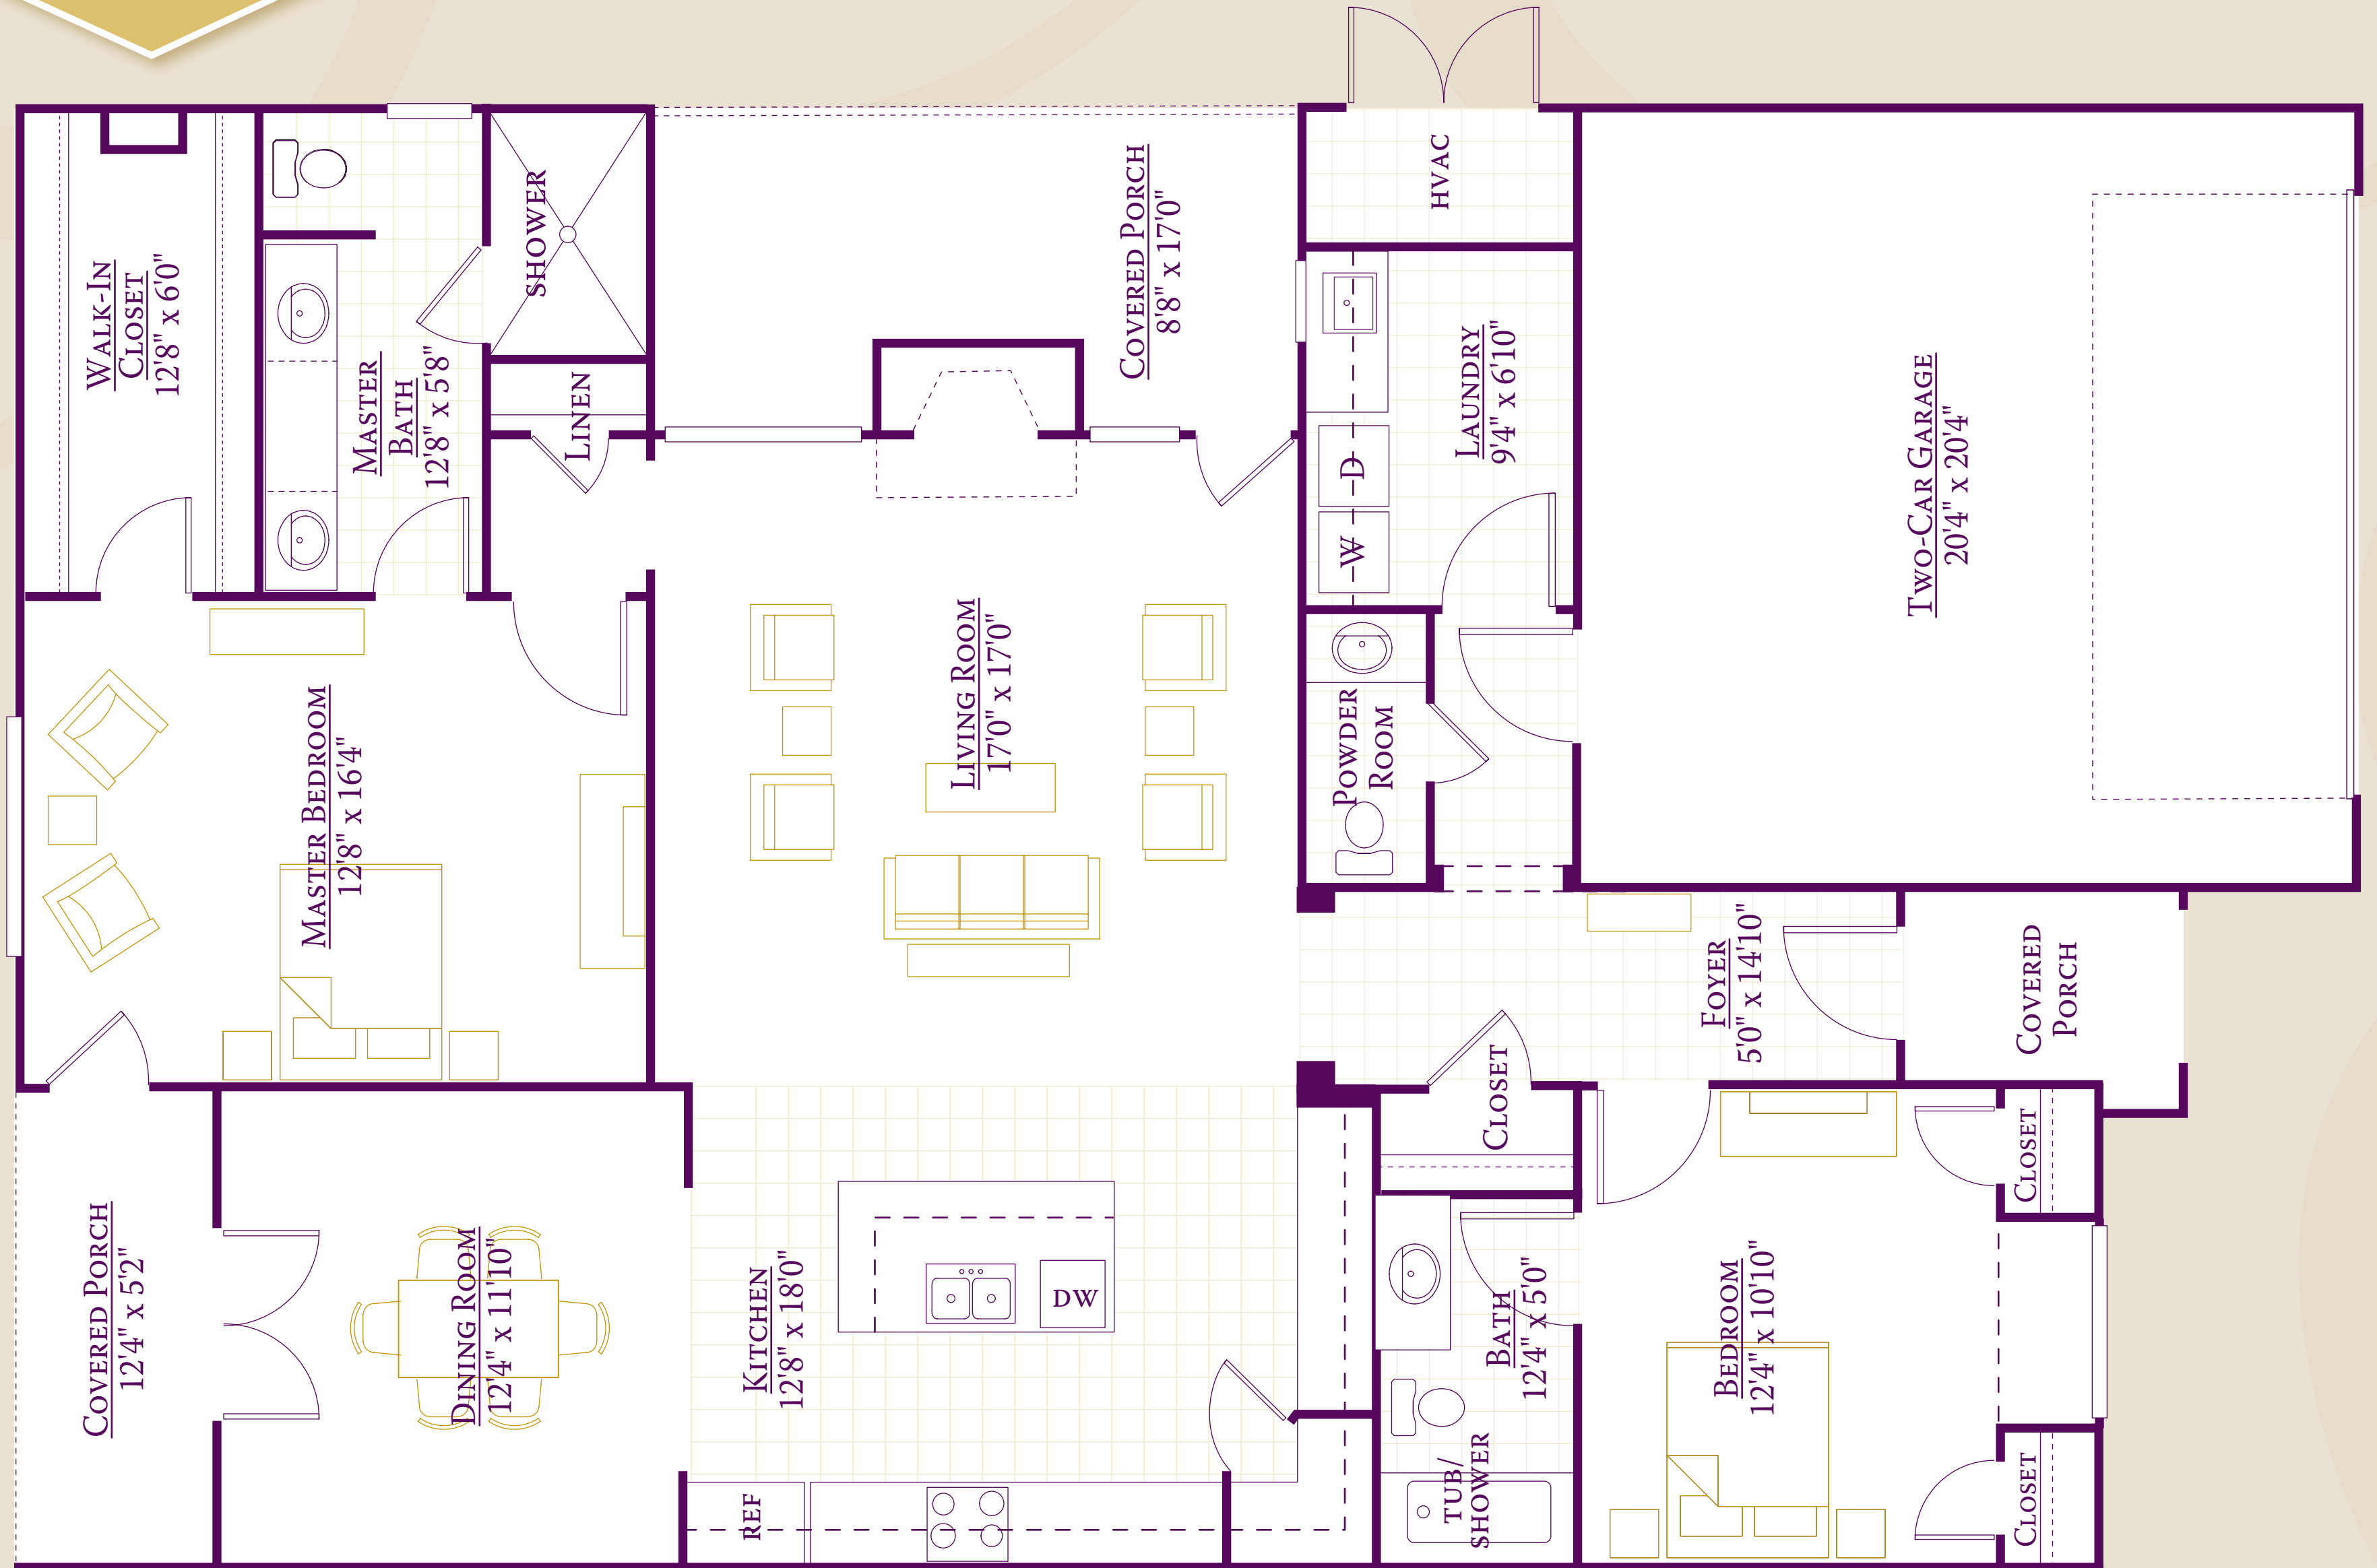 Walk-In
Closet
12'8" x 6'0"
Master
Bath
12'8" x 5'8"
Shower
Linen
Covered Porch
8'8" x 17'0"
HVAC
Laundry
9'4" x 6'10"
D
W
Two-Car Garage
20'4" x 20'4"
Master Bedroom
12'8" x 16'4"
Living Room
17'0" x 17'0"
Powder
Room
Foyer
5'0" x 14'10"
Covered
Porch
Closet
Closet
Covered Porch
12'4" x 5'2"
Dining Room
12'4" x 11'10"
Kitchen
12'8" x 18'0"
DW
REF
Bath
12'4" x 5'0"
Tub/
Shower
Bedroom
12'4" x 10'10"
Closet